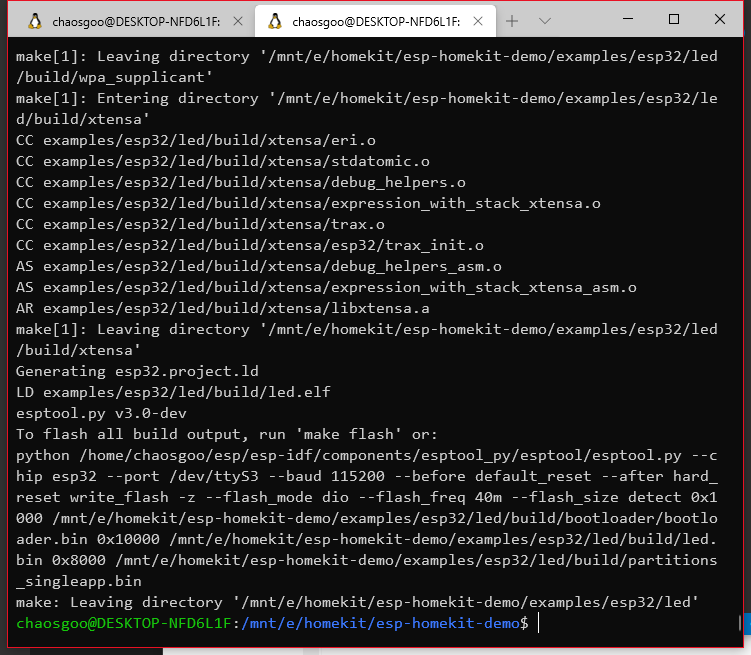 chaosgoo@DESKTOP-NFD6L1F:
chaosgoo@DESKTOP-NFD6L1F:
make[1]: Leaving directory '/mnt/e/homekit/esp-homekit-demo/examples/esp32/led
/build/wpa_supplicant'
make[1]: Entering directory '/mnt/e/homekit/esp-homekit-demo/examples/esp32/le
d/build/xtensa'
CC examples/esp32/led/build/xtensa/eri.o
CC examples/esp32/led/build/xtensa/stdatomic.o
CC examples/esp32/led/build/xtensa/debug_helpers.o
CC examples/esp32/led/build/xtensa/expression_with_stack_xtensa.o
CC examples/esp32/led/build/xtensa/trax.o
CC examples/esp32/led/build/xtensa/esp32/trax_init.o
AS examples/esp32/led/build/xtensa/debug_helpers_asm.o
AS examples/esp32/led/build/xtensa/expression_with_stack_xtensa_asm.o
AR examples/esp32/led/build/xtensa/libxtensa.a
make[1]: Leaving directory '/mnt/e/homekit/esp-homekit-demo/examples/esp32/led
/build/xtensa'
Generating esp32.project.ld
LD examples/esp32/led/build/led.elf
esptool.py v3.0-dev
To flash all build output, run 'make flash' or:
python /home/chaosgoo/esp/esp-idf/components/esptool_py/esptool/esptool.py --c
hip esp32 --port /dev/ttyS3 --baud 115200 --before default_reset --after hard_
reset write_flash -z --flash_mode dio --flash_freq 40m --flash_size detect 0x1
000 /mnt/e/homekit/esp-homekit-demo/examples/esp32/led/build/bootloader/bootlo
ader.bin 0x10000 /mnt/e/homekit/esp-homekit-demo/examples/esp32/led/build/led.
bin 0x8000 /mnt/e/homekit/esp-homekit-demo/examples/esp32/led/build/partitions
_singleapp.bin
make: Leaving directory '/mnt/e/homekit/esp-homekit-demo/examples/esp32/led'
chaosgoo@DESKTOP-NFD6L1F:/mnt/e/homekit/esp-homekit-demo$